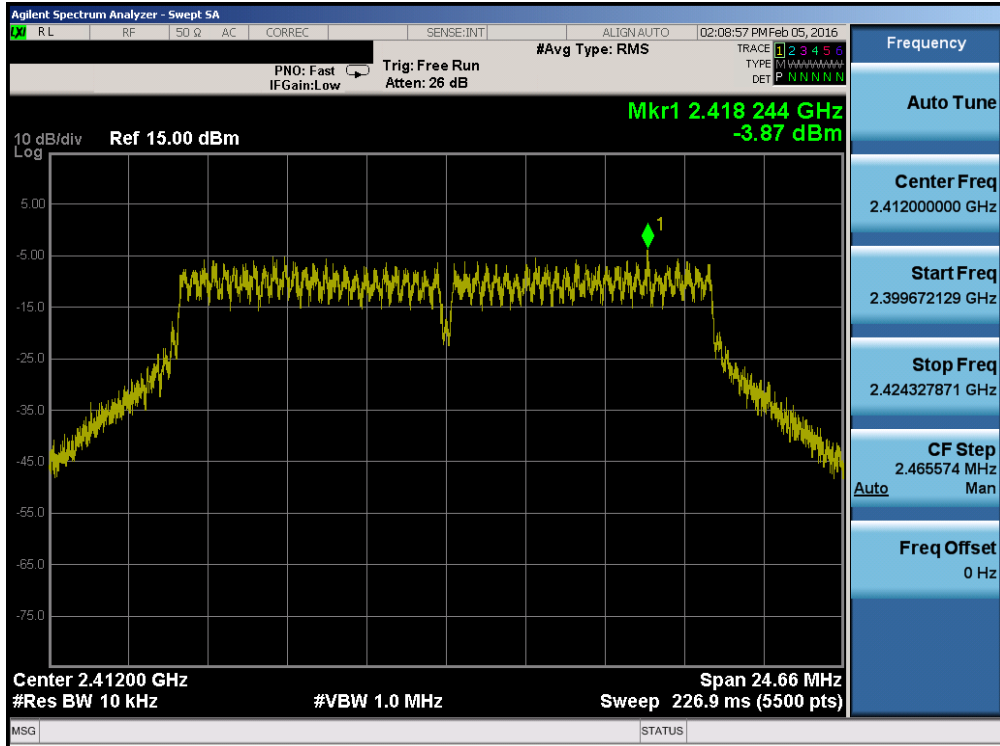 Agilent Spectrum Analyzer - Swept SA
LXI RL RF 50 Ω AC CORREC SENSE:INT ALIGN AUTO 02:08:57 PM Feb 05, 2016
#Avg Type: RMS TRACE 1 2 3 4 5 6
PNO: Fast Trig: Free Run TYPE M WWWWW
IFGain:Low Atten: 26 dB DET P N N N N N
Mkr1 2.418 244 GHz
-3.87 dBm
10 dB/div Ref 15.00 dBm
Log
1
5.00
-5.00
-15.0
-25.0
-35.0
-45.0
-55.0
-65.0
-75.0
Center 2.41200 GHz Span 24.66 MHz
#Res BW 10 kHz #VBW 1.0 MHz Sweep 226.9 ms (5500 pts)
MSG STATUS
Frequency
Auto Tune
Center Freq
2.412000000 GHz
Start Freq
2.399672129 GHz
Stop Freq
2.424327871 GHz
CF Step
2.465574 MHz
Auto Man
Freq Offset
0 Hz